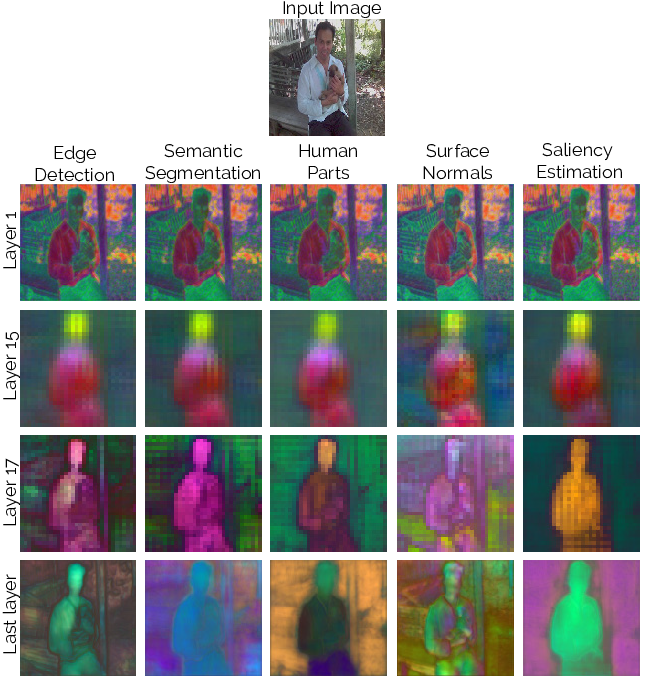 Input Image
Edge
Detection
Semantic
Segmentation
Human
Parts
Surface
Normals
Saliency
Estimation
Layer 1
Layer 15
Layer 17
Last layer